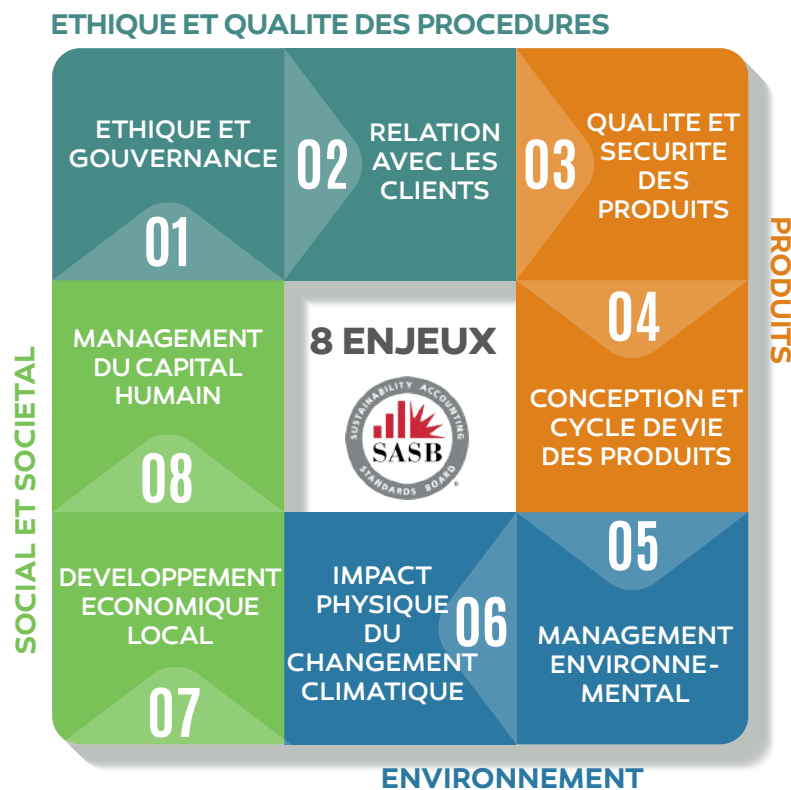 ETHIQUE ET QUALITE DES PROCEDURES
ETHIQUE ET
GOUVERNANCE
01
02
RELATION
AVEC LES
CLIENTS
03
QUALITE ET
SECURITE
DES
PRODUITS
PRODUITS
04
CONCEPTION ET
CYCLE DE VIE
DES PRODUITS
05
MANAGEMENT
ENVIRONNE-
MENTAL
ENVIRONNEMENT
06
IMPACT
PHYSIQUE
DU
CHANGEMENT
CLIMATIQUE
DEVELOPPEMENT
ECONOMIQUE
LOCAL
07
SOCIAL ET SOCIETAL
MANAGEMENT
DU CAPITAL
HUMAIN
08
8 ENJEUX
SUSTAINABILITY ACCOUNTING
SASB
STANDARDS BOARD